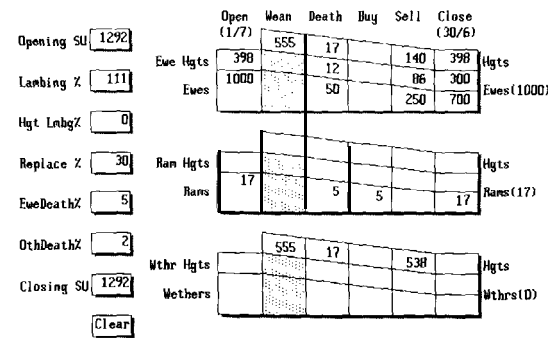 Open Wean Death Buy Sell Close
(1/7) (30/6)
Opening SU 1292
555 17
Ewe Hgts 398 12 140 398 Hgts
Lambing % 111
Ewes 1000 50 86 300 Ewes(1000)
250 700
Hgt Lmbg% 0
Replace % 30
Ram Hgts Hgts
Rams 17 5 5 17 Rams(17)
EweDeath% 5
OthDeath% 2
555 17
Wthr Hgts 538 Hgts
Closing SU 1292
Wethers Wthrs(0)
Clear